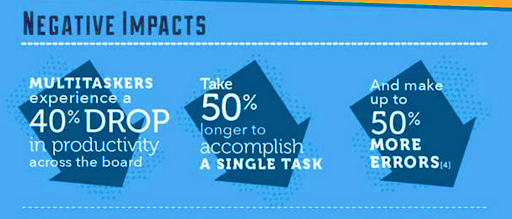 NEGATIVE IMPACTS
MULTITASKERS
experience a
40% DROP
in productivity
across the board
Take
50%
longer to
accomplish
A SINGLE TASK
And make
up to
50%
MORE
ERRORS[4]